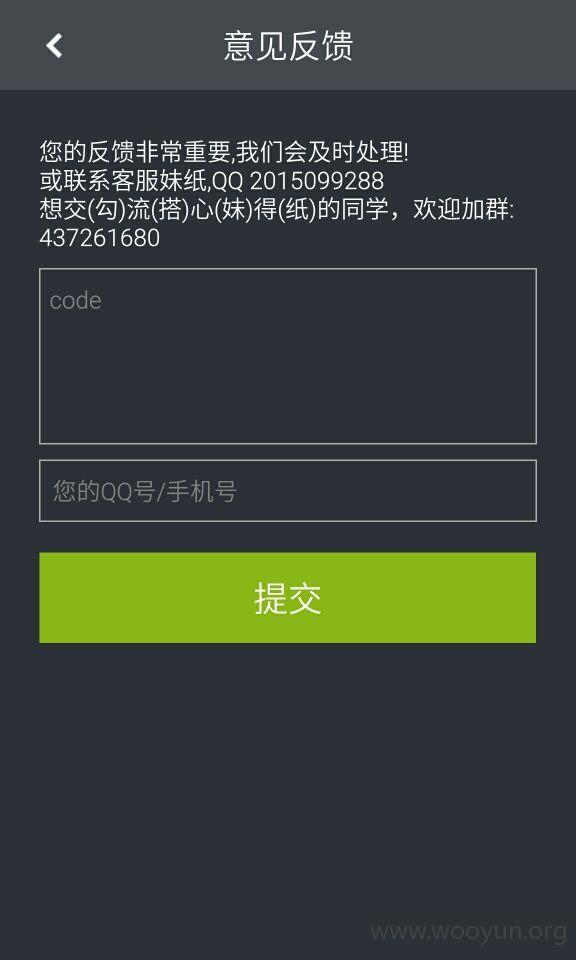 意见反馈
您的反馈非常重要,我们会及时处理!
或联系客服妹纸,QQ 2015099288
想交(勾)流(搭)心(妹)得(纸)的同学，欢迎加群:
437261680
code
您的QQ号/手机号
提交
www.wooyun.org